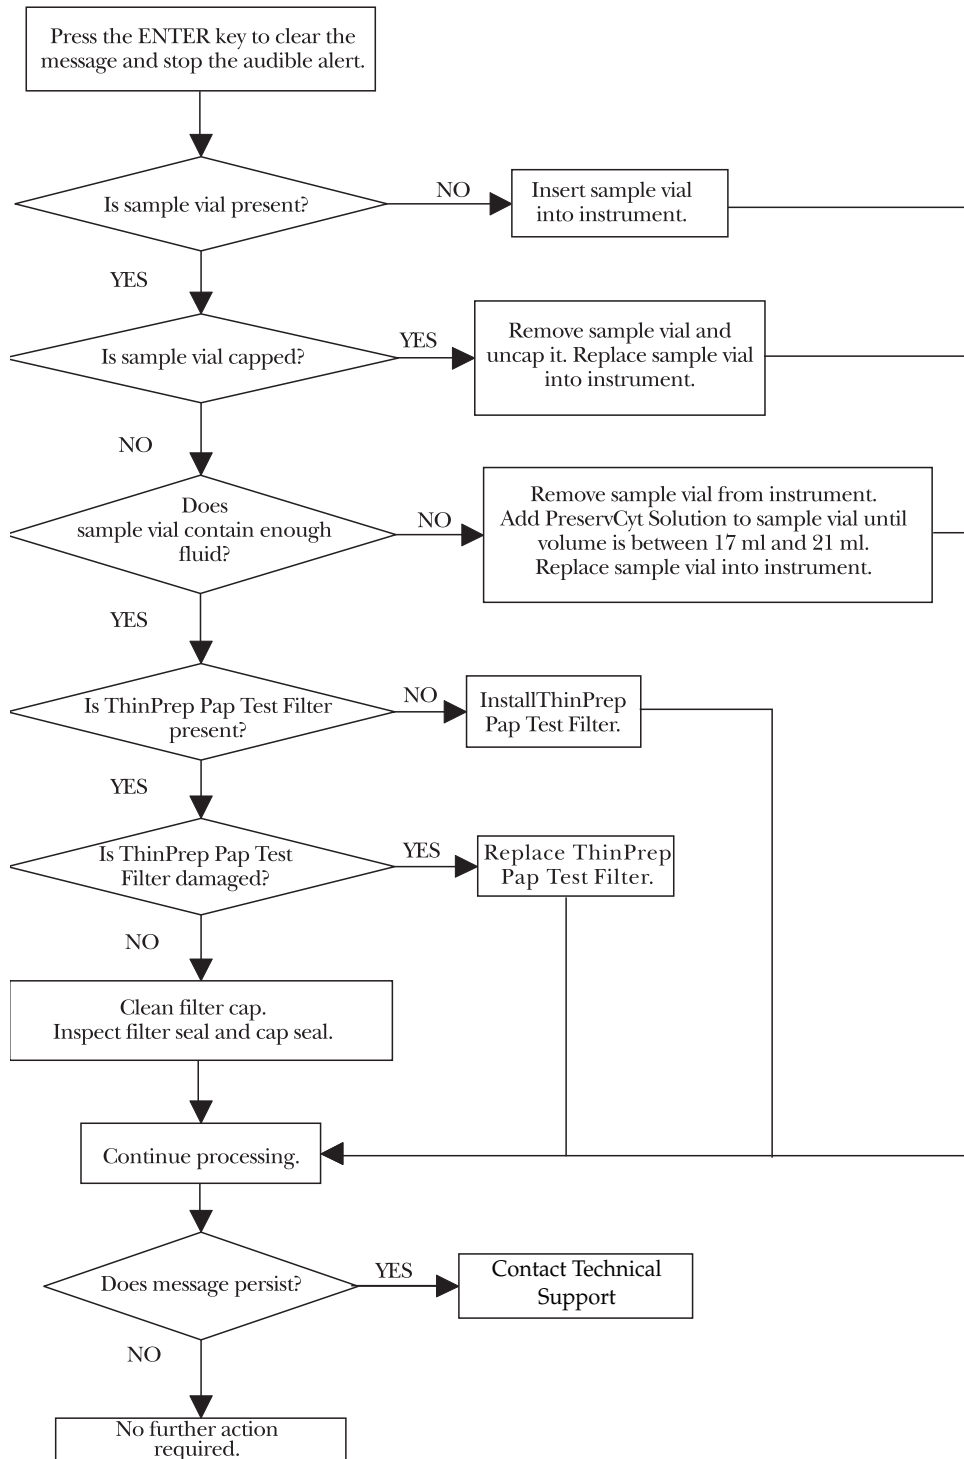 Press the ENTER key to clear the
message and stop the audible alert.
Is sample vial present?
NO
Insert sample vial
into instrument.
YES
Is sample vial capped?
YES
Remove sample vial and
uncap it. Replace sample vial
into instrument.
NO
Does
sample vial contain enough
fluid?
NO
Remove sample vial from instrument.
Add PreservCyt Solution to sample vial until
volume is between 17 ml and 21 ml.
Replace sample vial into instrument.
YES
Is ThinPrep Pap Test Filter
present?
NO
InstallThinPrep
Pap Test Filter.
YES
Is ThinPrep Pap Test
Filter damaged?
YES
Replace ThinPrep
Pap Test Filter.
NO
Clean filter cap.
Inspect filter seal and cap seal.
Continue processing.
Does message persist?
YES
Contact Technical
Support
NO
No further action
required.